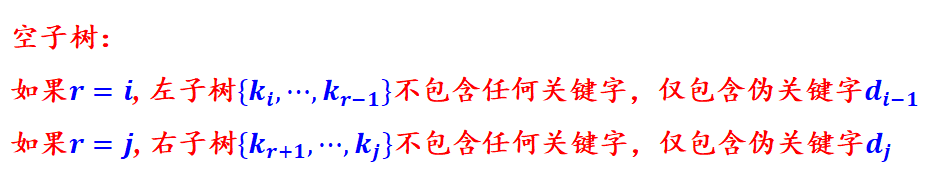 空子树：
如果r = i, 左子树{k_i, ⋯, k_{r−1}}不包含任何关键字，仅包含伪关键字d_{i−1}
如果r = j, 右子树{k_{r+1}, ⋯, k_j}不包含任何关键字，仅包含伪关键字d_j